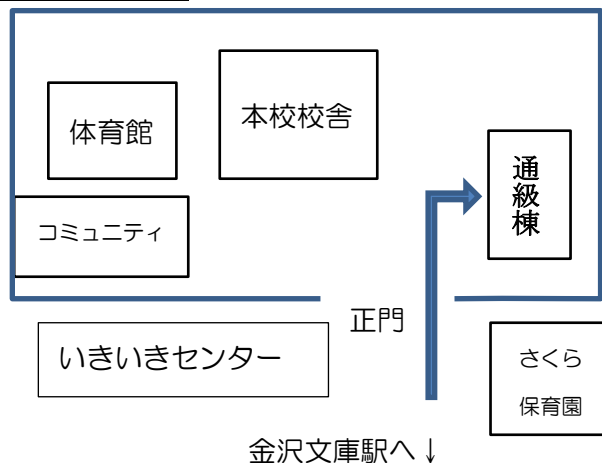 体育館
本校校舎
通級棟
コミュニティ
正門
いきいきセンター
さくら
保育園
金沢文庫駅へ↓